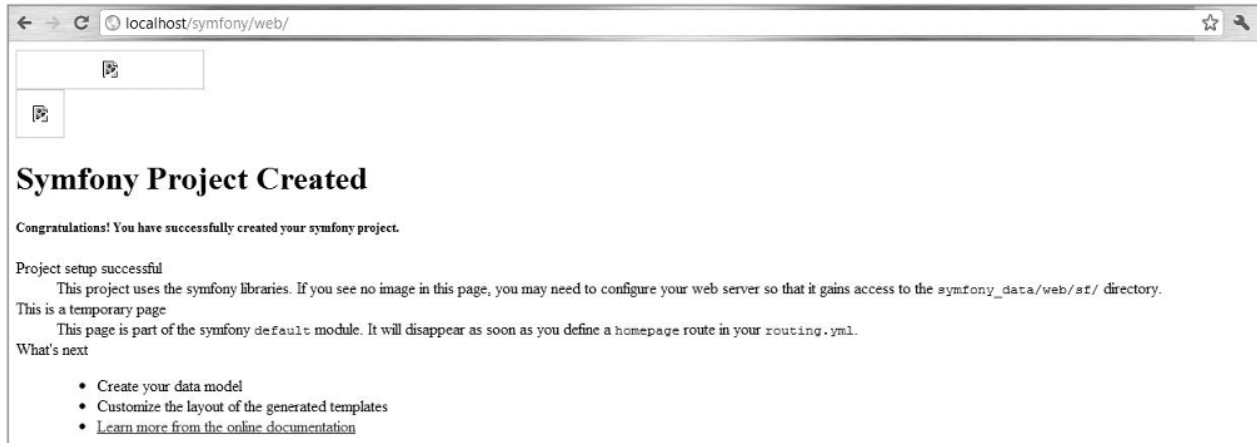 localhost/symfony/web/
Symfony Project Created
Congratulations! You have successfully created your symfony project.
Project setup successful
This project uses the symfony libraries. If you see no image in this page, you may need to configure your web server so that it gains access to the symfony_data/web/sf/ directory.
This is a temporary page
This page is part of the symfony default module. It will disappear as soon as you define a homepage route in your routing.yml.
What's next
• Create your data model
• Customize the layout of the generated templates
• Learn more from the online documentation